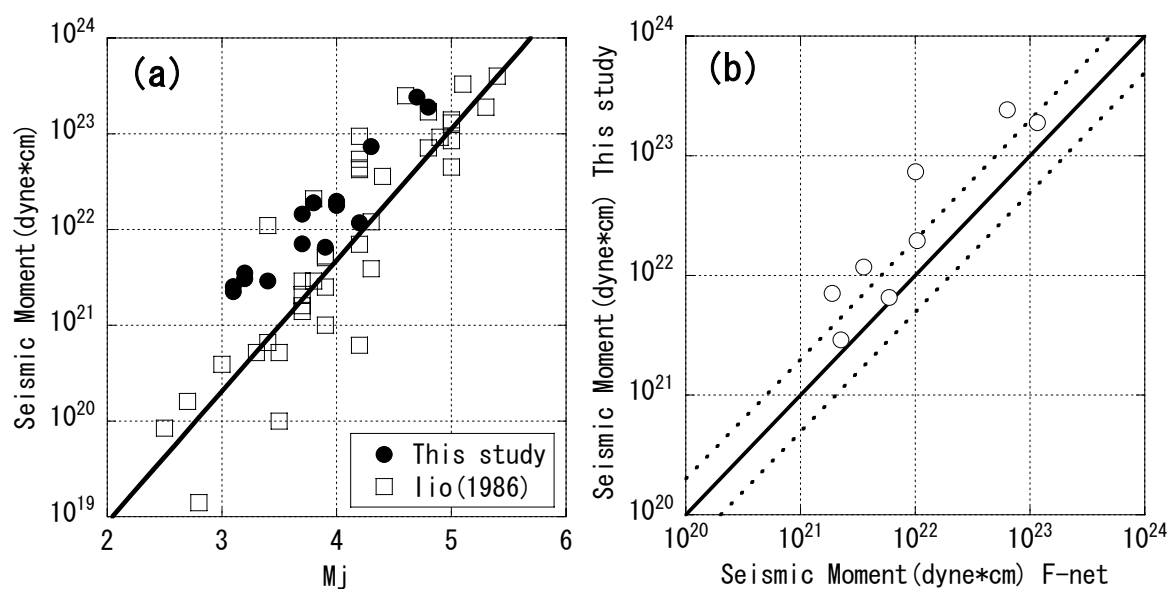 (a)
Seismic Moment(dyne*cm)
10^24
10^23
10^22
10^21
10^20
10^19
2 3 4 5 6
Mj
● This study
□ Iio(1986)
(b)
Seismic Moment(dyne*cm) This study
10^24
10^23
10^22
10^21
10^20
10^20 10^21 10^22 10^23 10^24
Seismic Moment(dyne*cm) F-net